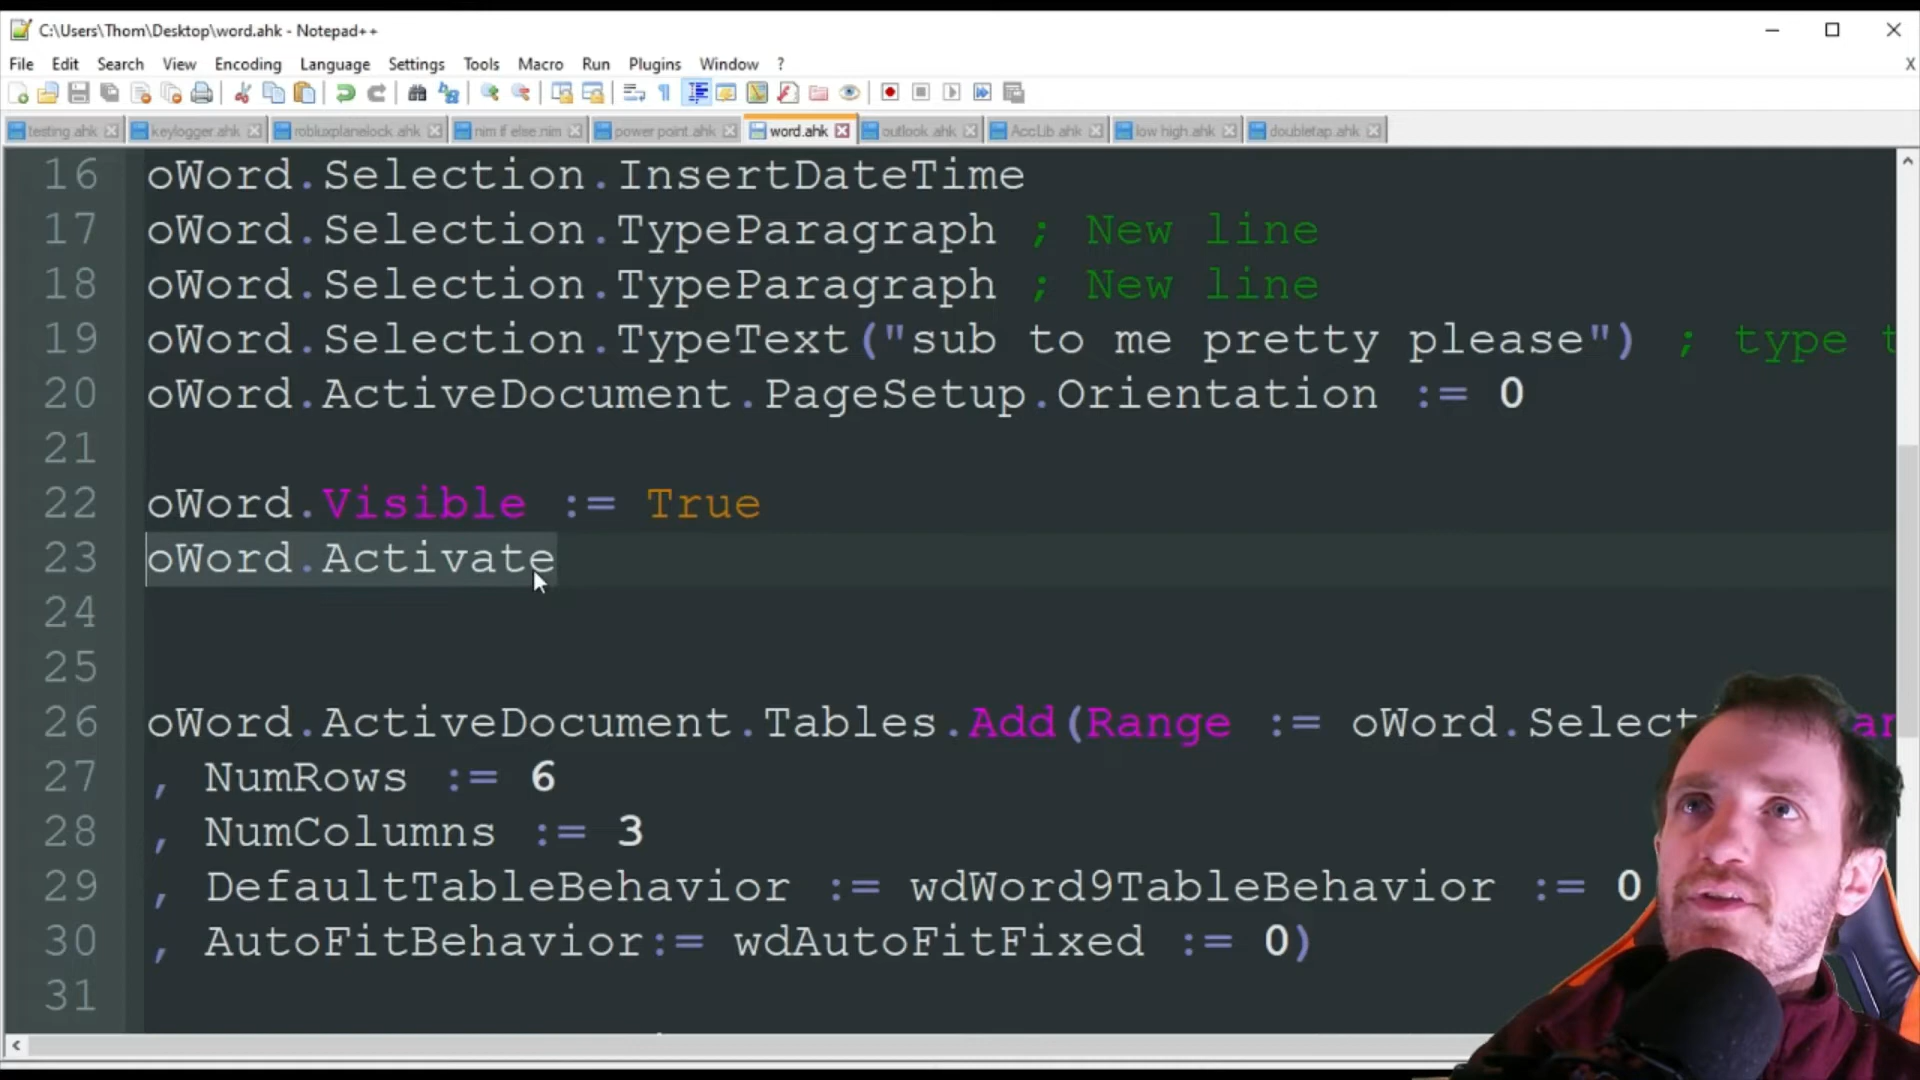 C:\Users\Thom\Desktop\word.ahk - Notepad++
File Edit Search View Encoding Language Settings Tools Macro Run Plugins Window ? X
testing.ahk keylogger.ahk robluxplanelock.ahk nim if else.nim power point.ahk word.ahk outlook.ahk AccLib.ahk low high.ahk doubletap.ahk
16 oWord.Selection.InsertDateTime
17 oWord.Selection.TypeParagraph ; New line
18 oWord.Selection.TypeParagraph ; New line
19 oWord.Selection.TypeText("sub to me pretty please") ; type t
20 oWord.ActiveDocument.PageSetup.Orientation := 0
21
22 oWord.Visible := True
23 oWord.Activate
24
25
26 oWord.ActiveDocument.Tables.Add(Range := oWord.Select an
27 , NumRows := 6
28 , NumColumns := 3
29 , DefaultTableBehavior := wdWord9TableBehavior := 0
30 , AutoFitBehavior:= wdAutoFitFixed := 0)
31